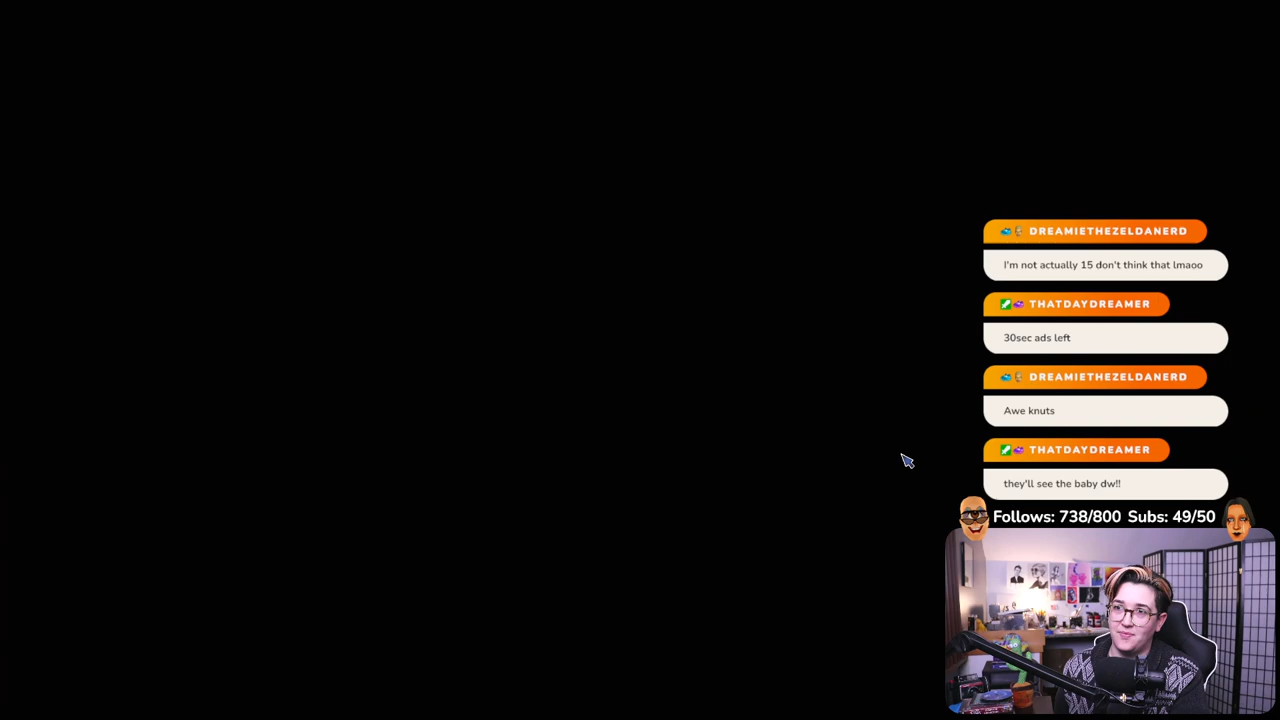 DREAMIETHEZELDANERD
I'm not actually 15 don't think that lmaoo
THATDAYDREAMER
30sec ads left
DREAMIETHEZELDANERD
Awe knuts
THATDAYDREAMER
they'll see the baby dw!!
Follows: 738/800 Subs: 49/50